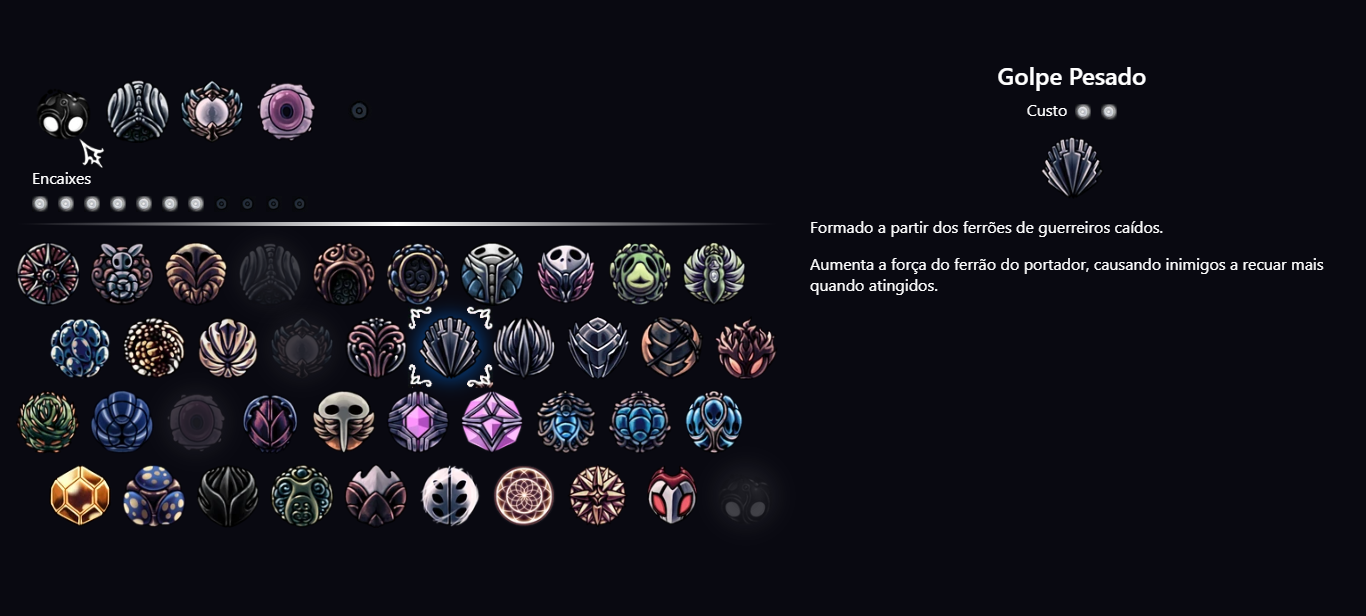 Golpe Pesado
Custo
Encaixes
Formado a partir dos ferrões de guerreiros caídos.
Aumenta a força do ferrão do portador, causando inimigos a recuar mais
quando atingidos.